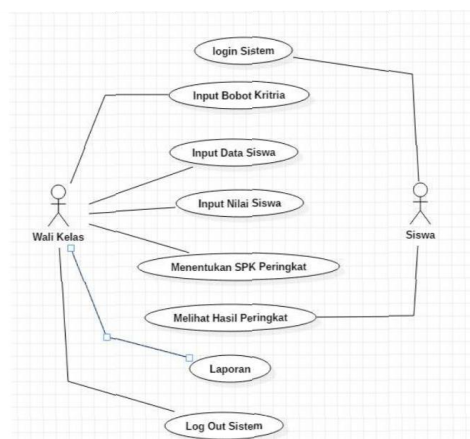 login Sistem
Input Bobot Kritria
Input Data Siswa
Input Nilai Siswa
Wali Kelas
Siswa
Menentukan SPK Peringkat
Melihat Hasil Peringkat
Laporan
Log Out Sistem